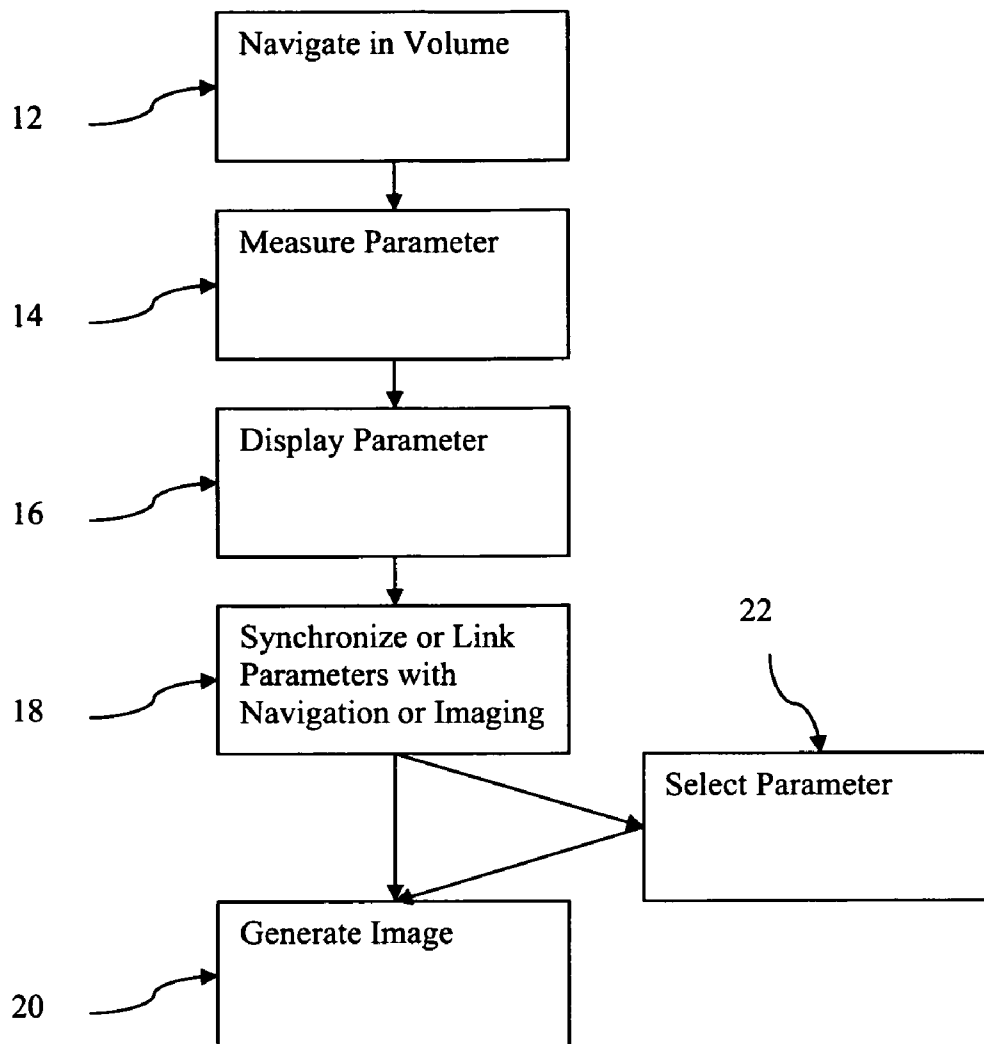 Navigate in Volume
12
Measure Parameter
14
Display Parameter
16
22
Synchronize or Link
Parameters with
Navigation or Imaging
18
Select Parameter
Generate Image
20